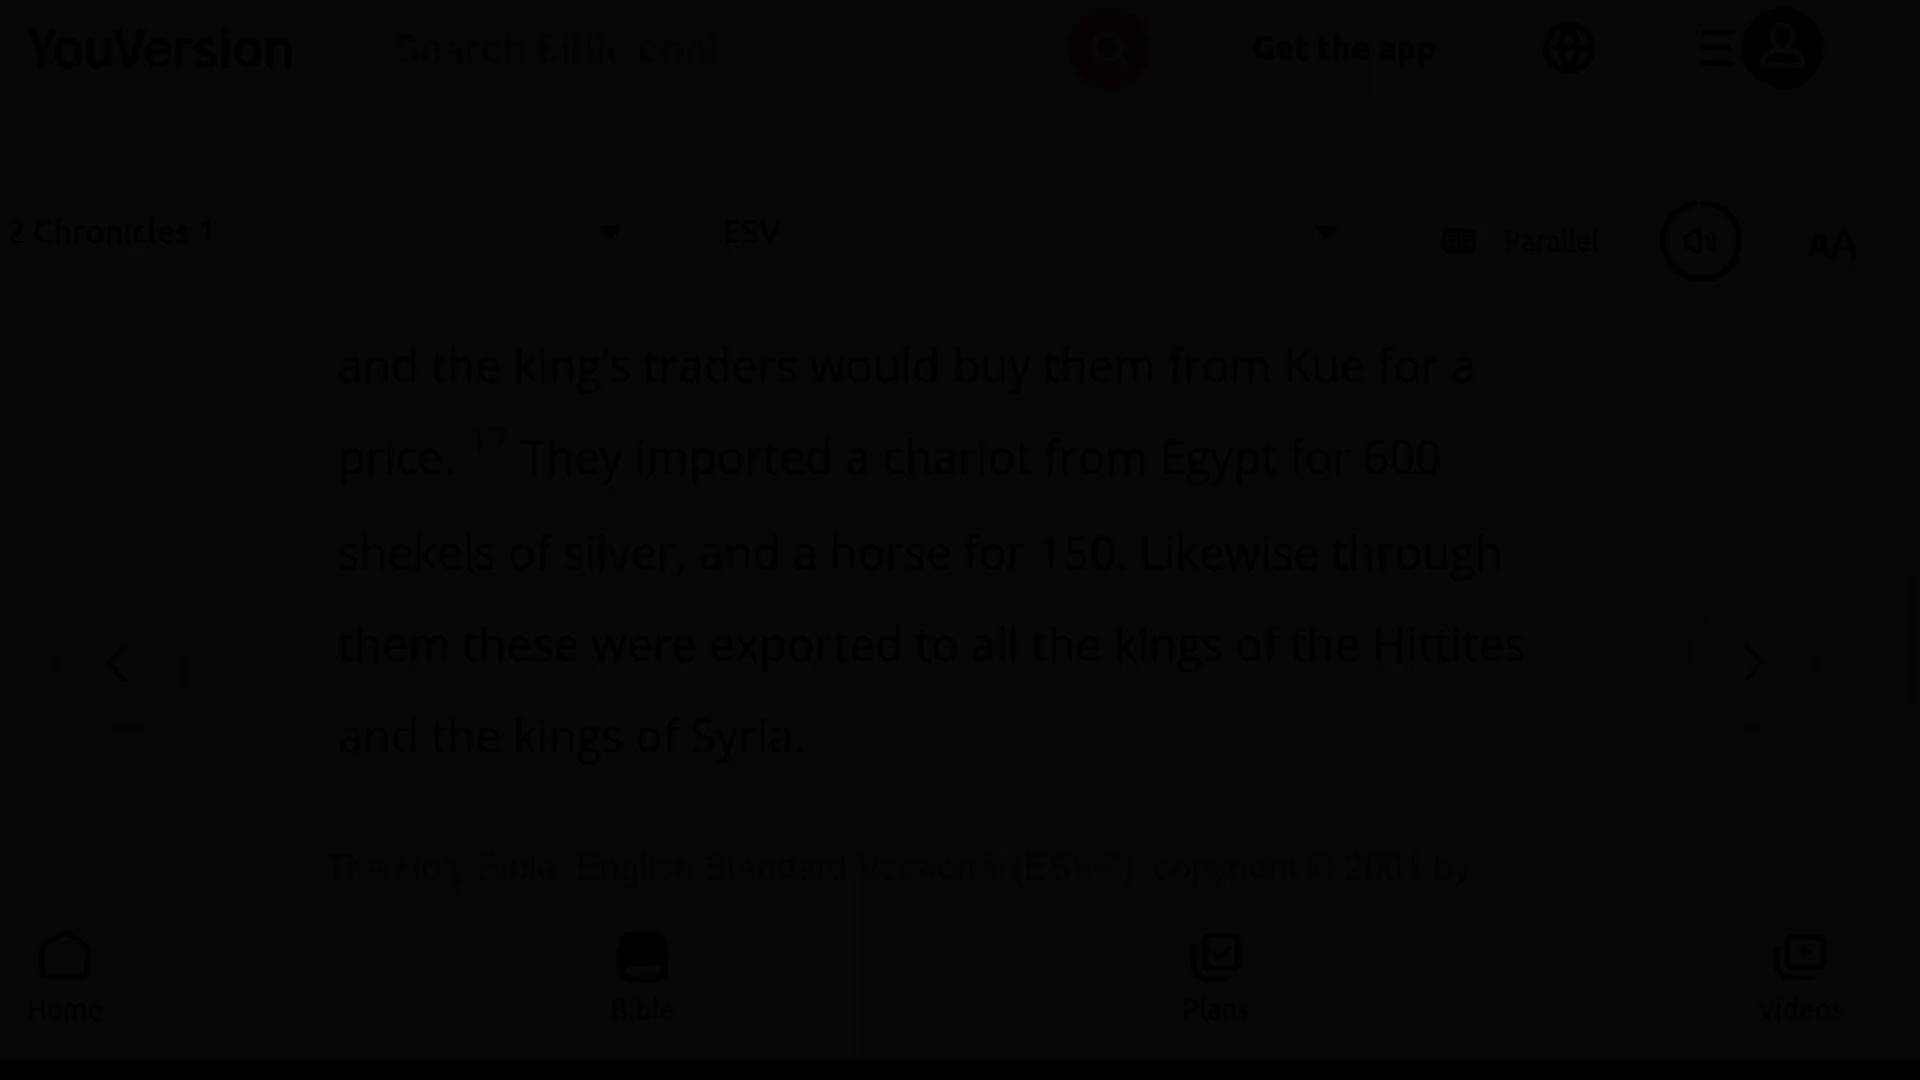 YouVersion Search Bible.com Get the app
2 Chronicles 1 ESV Parallel AA
and the king's traders would buy them from Kue for a
price. 17 They imported a chariot from Egypt for 600
shekels of silver, and a horse for 150. Likewise through
them these were exported to all the kings of the Hittites
and the kings of Syria.
The Holy Bible, English Standard Version® (ESV®), copyright © 2001 by
Home Bible Plans Videos